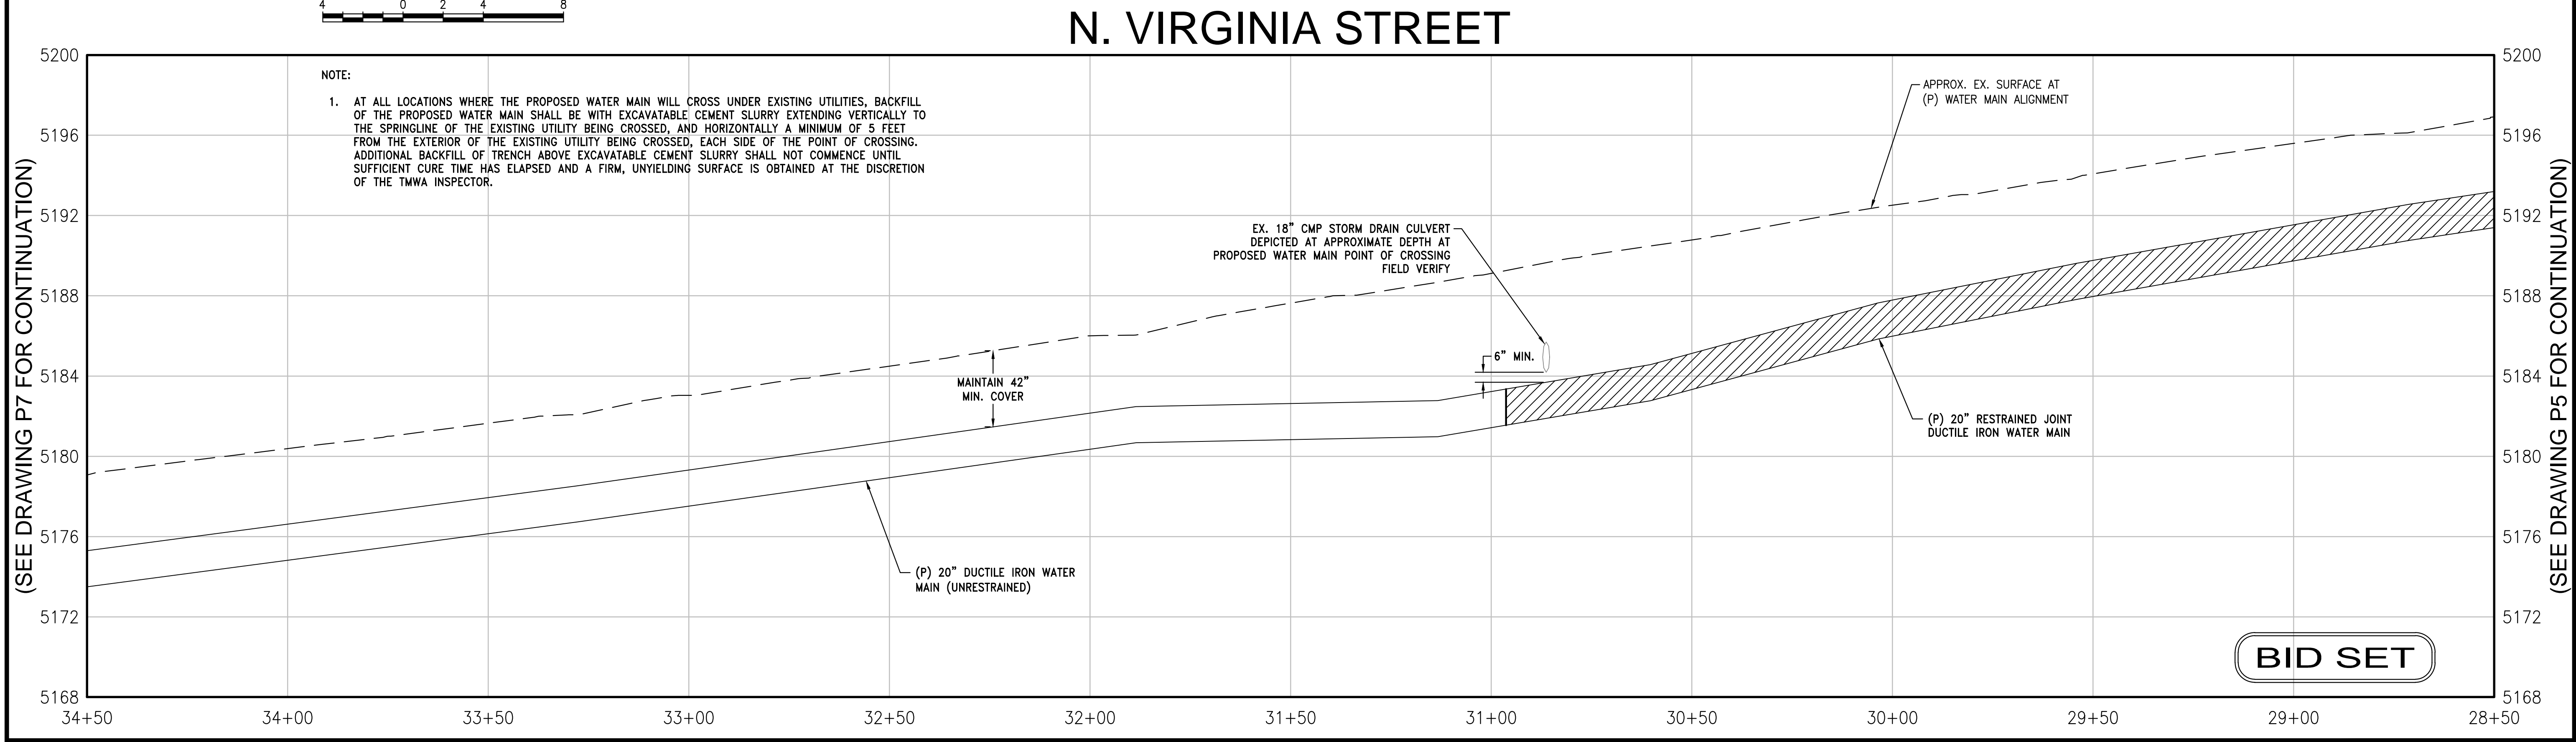 4 0 2 4 8
N. VIRGINIA STREET
5200
5196
5192
5188
5184
5180
5176
5172
5168
(SEE DRAWING P7 FOR CONTINUATION)
NOTE:
1. AT ALL LOCATIONS WHERE THE PROPOSED WATER MAIN WILL CROSS UNDER EXISTING UTILITIES, BACKFILL
OF THE PROPOSED WATER MAIN SHALL BE WITH EXCAVATABLE CEMENT SLURRY EXTENDING VERTICALLY TO
THE SPRINGLINE OF THE EXISTING UTILITY BEING CROSSED, AND HORIZONTALLY A MINIMUM OF 5 FEET
FROM THE EXTERIOR OF THE EXISTING UTILITY BEING CROSSED, EACH SIDE OF THE POINT OF CROSSING.
ADDITIONAL BACKFILL OF TRENCH ABOVE EXCAVATABLE CEMENT SLURRY SHALL NOT COMMENCE UNTIL
SUFFICIENT CURE TIME HAS ELAPSED AND A FIRM, UNYIELDING SURFACE IS OBTAINED AT THE DISCRETION
OF THE TMWA INSPECTOR.
APPROX. EX. SURFACE AT
(P) WATER MAIN ALIGNMENT
EX. 18" CMP STORM DRAIN CULVERT
DEPICTED AT APPROXIMATE DEPTH AT
PROPOSED WATER MAIN POINT OF CROSSING
FIELD VERIFY
6" MIN.
MAINTAIN 42"
MIN. COVER
(P) 20" RESTRAINED JOINT
DUCTILE IRON WATER MAIN
(P) 20" DUCTILE IRON WATER
MAIN (UNRESTRAINED)
BID SET
5200
5196
5192
5188
5184
5180
5176
5172
5168
(SEE DRAWING P5 FOR CONTINUATION)
34+50 34+00 33+50 33+00 32+50 32+00 31+50 31+00 30+50 30+00 29+50 29+00 28+50